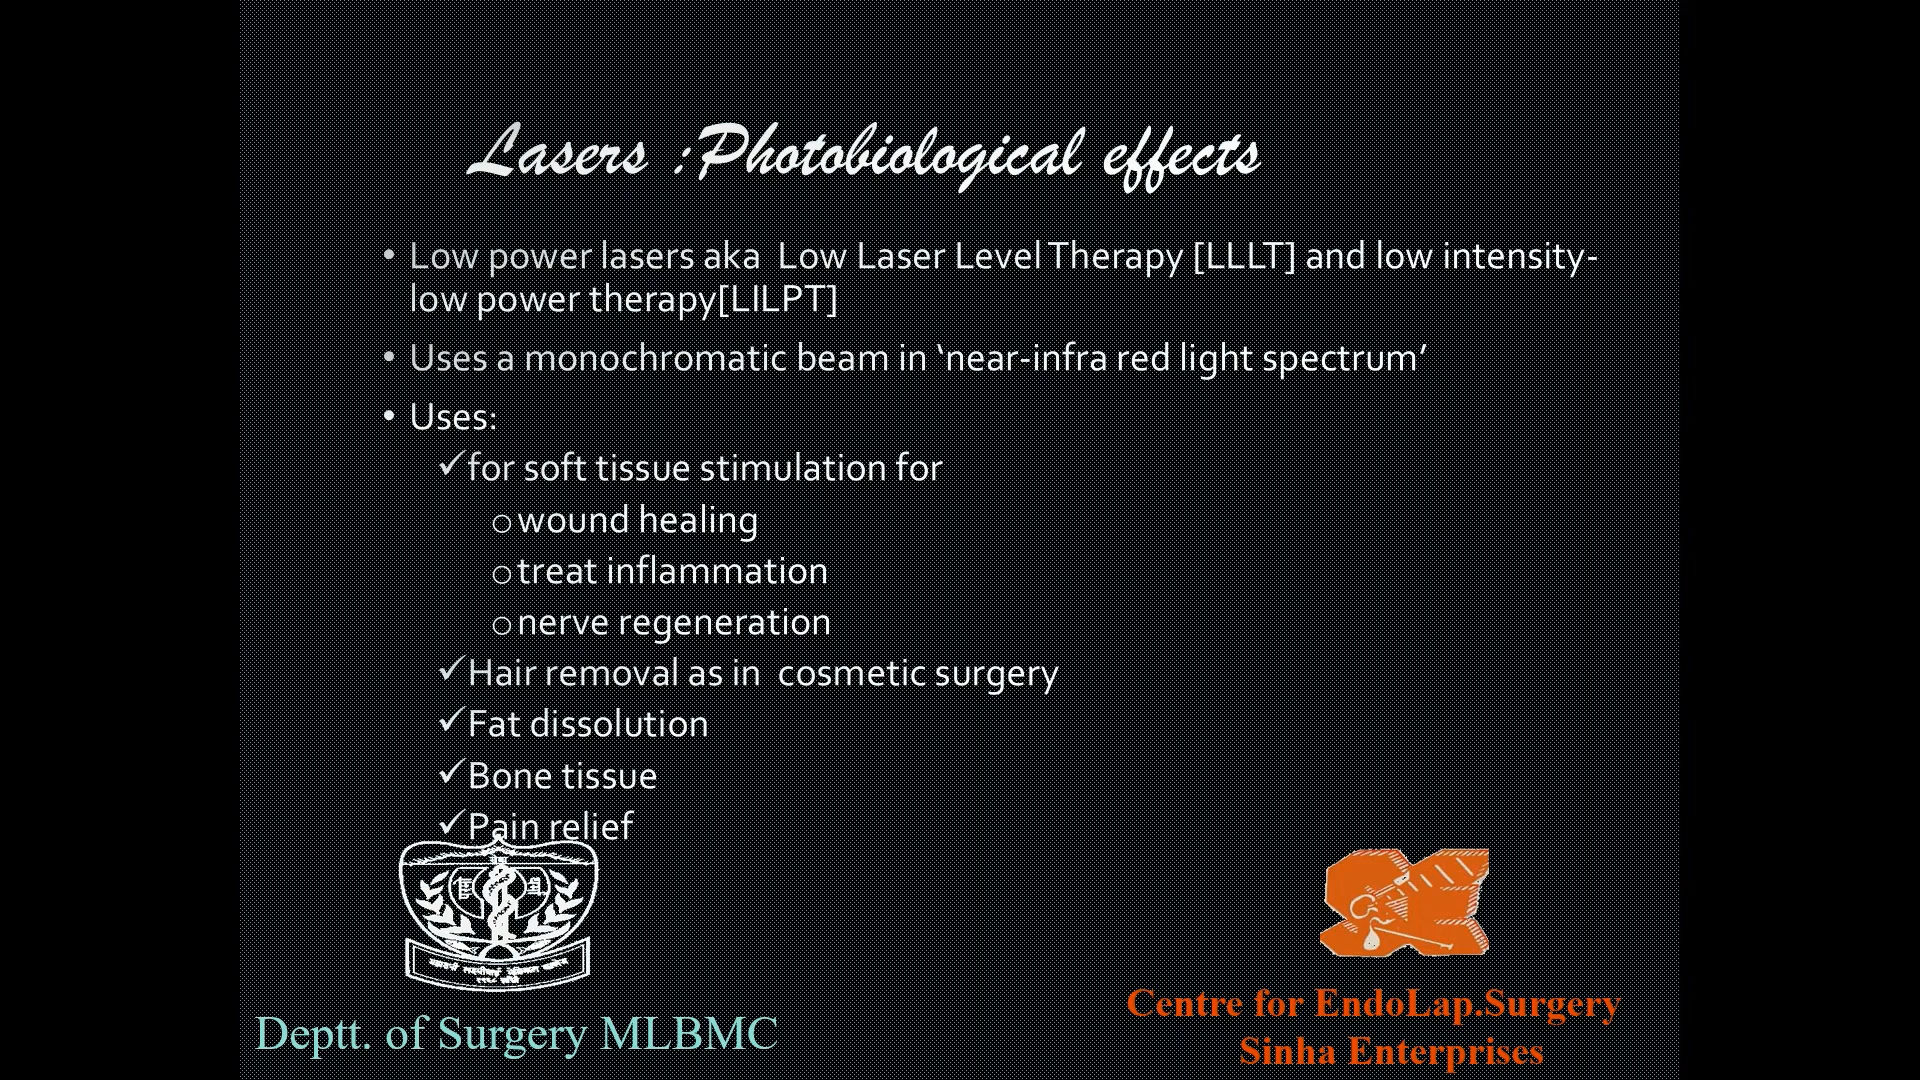 Lasers :Photobiological effects
• Low power lasers aka Low Laser Level Therapy [LLLT] and low intensity-
low power therapy[LILPT]
• Uses a monochromatic beam in ‘near-infra red light spectrum’
• Uses:
✓for soft tissue stimulation for
o wound healing
o treat inflammation
o nerve regeneration
✓Hair removal as in cosmetic surgery
✓Fat dissolution
✓Bone tissue
✓Pain relief
Deptt. of Surgery MLBMC
Centre for EndoLap.Surgery
Sinha Enterprises